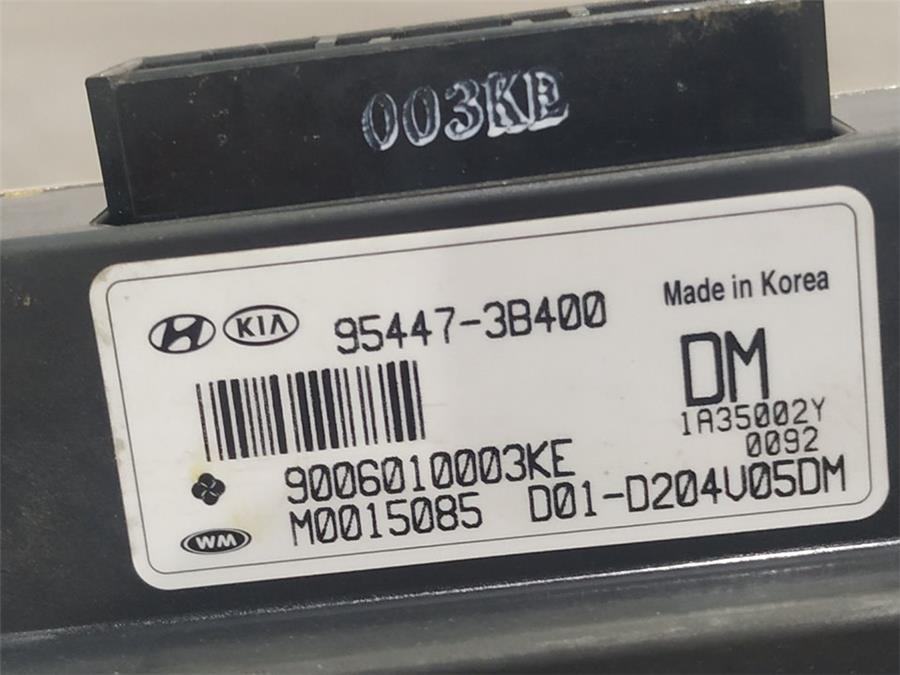 003KE
KIA 95447-3B400 Made in Korea
DM
1A35002Y
0092
9006010003KE
M0015085 D01-D204V05DM
WM